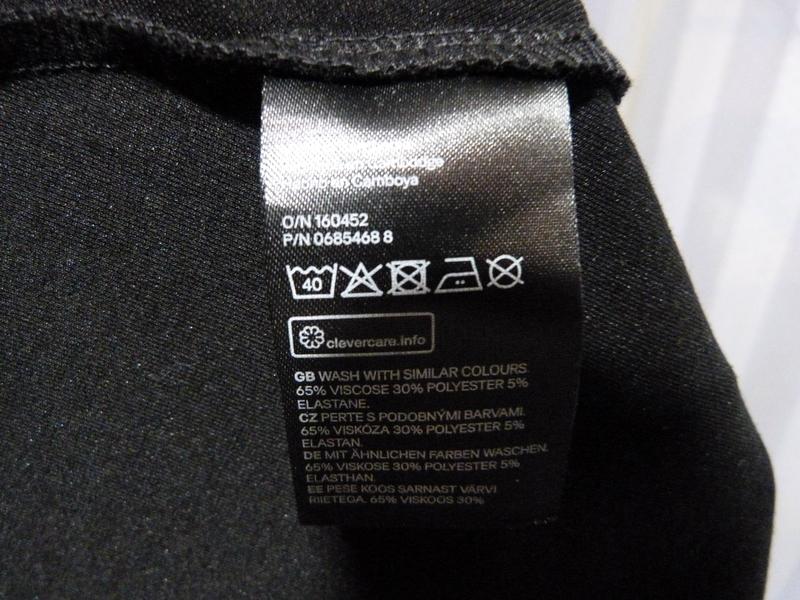 Camboya
O/N 160452
P/N 0685468 8
40
clevercare.info
GB WASH WITH SIMILAR COLOURS.
65% VISCOSE 30% POLYESTER 5%
ELASTANE.
CZ PERTE S PODOBNÝMI BARVAMI.
65% VISKÓZA 30% POLYESTER 5%
ELASTAN.
DE MIT ÄHNLICHEN FARBEN WASCHEN.
65% VISKOSE 30% POLYESTER 5%
ELASTHAN.
EE PESE KOOS SARNAST VÄRVI
RIIETEGA. 65% VISKOOS 30%